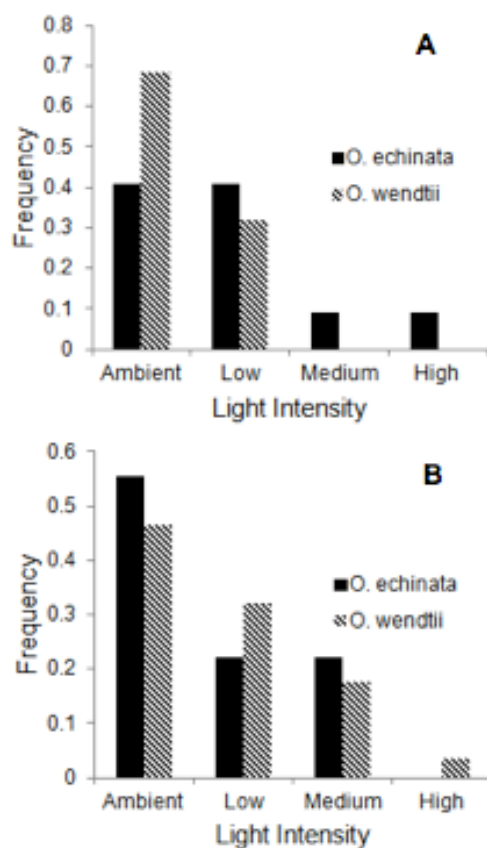 A
0.8
0.7
0.6
0.5
0.4
0.3
0.2
0.1
0
Frequency
O. echinata
O. wendtii
Ambient Low Medium High
Light Intensity
B
0.6
0.5
0.4
0.3
0.2
0.1
0
Frequency
O. echinata
O. wendtii
Ambient Low Medium High
Light Intensity